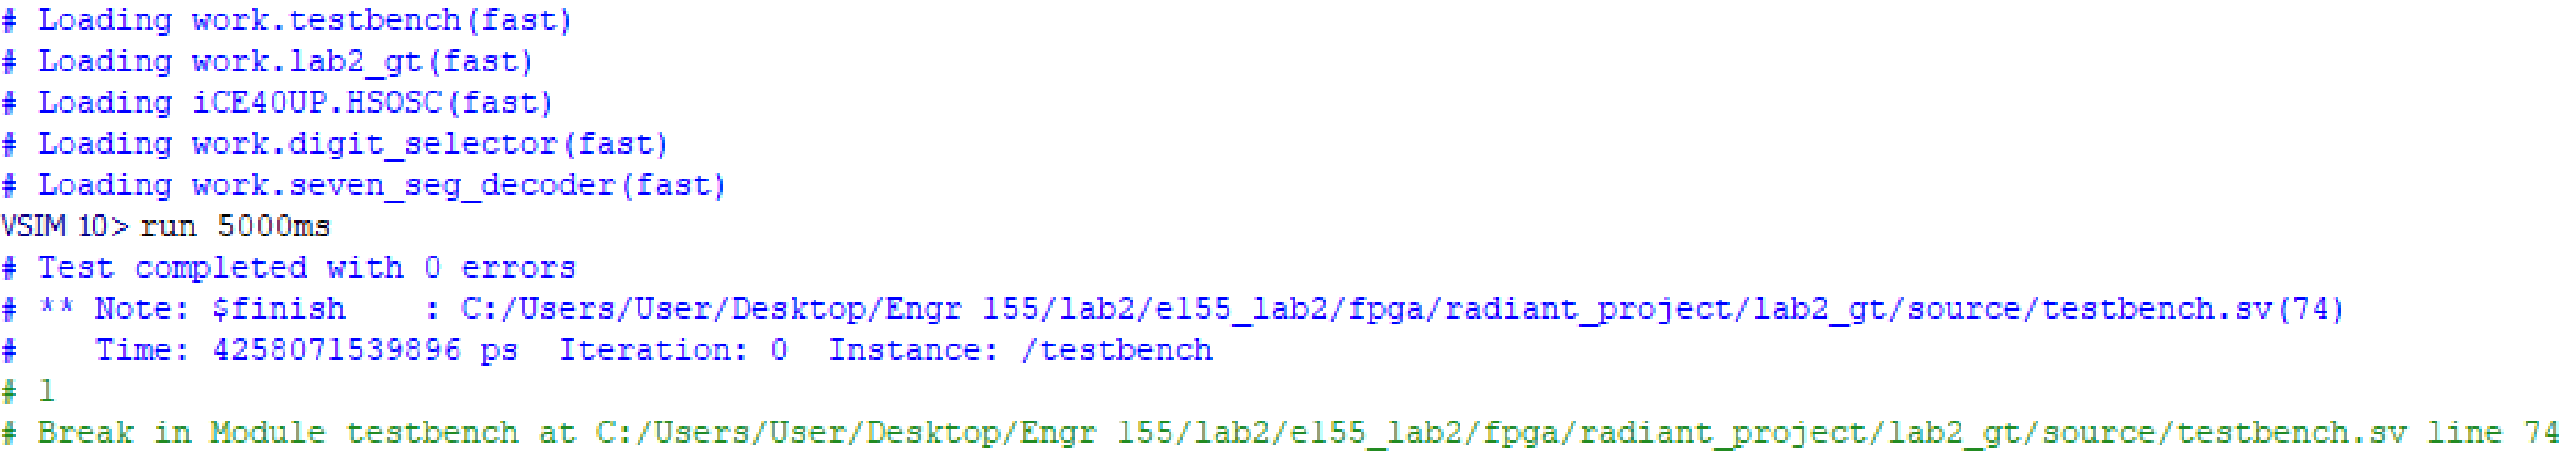 # Loading work.testbench(fast)
# Loading work.lab2_gt(fast)
# Loading iCE40UP.HSOSC(fast)
# Loading work.digit_selector(fast)
# Loading work.seven_seg_decoder(fast)
VSIM 10> run 5000ms
# Test completed with 0 errors
# ** Note: $finish    : C:/Users/User/Desktop/Engr 155/lab2/e155_lab2/fpga/radiant_project/lab2_gt/source/testbench.sv(74)
#    Time: 4258071539896 ps  Iteration: 0  Instance: /testbench
# 1
# Break in Module testbench at C:/Users/User/Desktop/Engr 155/lab2/e155_lab2/fpga/radiant_project/lab2_gt/source/testbench.sv line 74